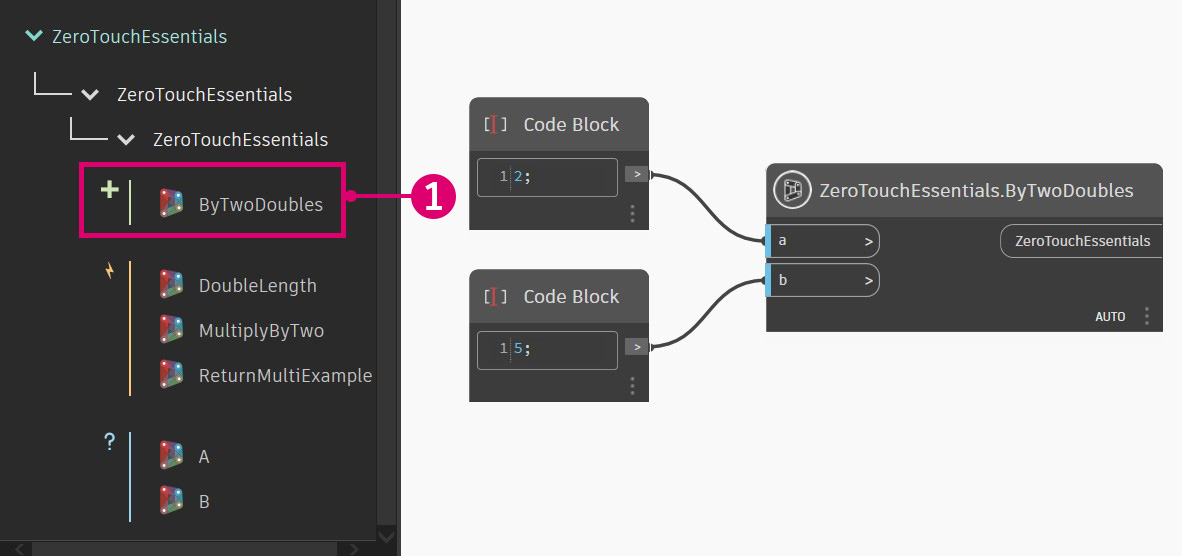 ZeroTouchEssentials
ZeroTouchEssentials
ZeroTouchEssentials
+ ByTwoDoubles
1
DoubleLength
MultiplyByTwo
ReturnMultiExample
?
A
B
[I] Code Block
1 2; >
[I] Code Block
1 5; >
ZeroTouchEssentials.ByTwoDoubles
a > ZeroTouchEssentials
b >
AUTO